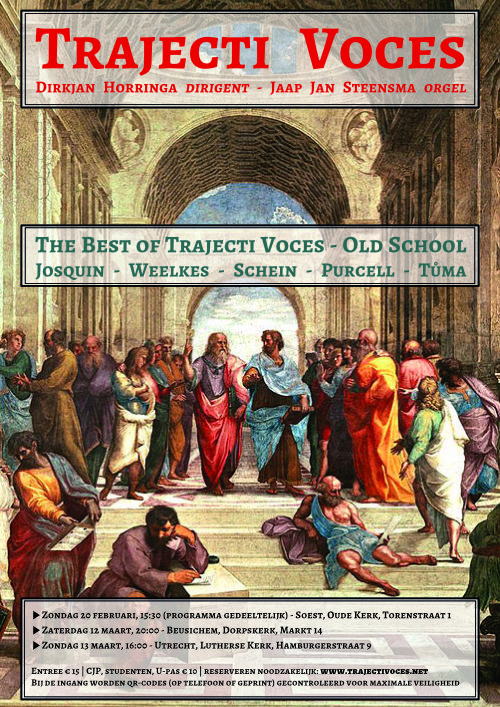 Trajecti Voces
Dirkjan Horringa dirigent - Jaap Jan Steensma orgel
The Best of Trajecti Voces - Old School
Josquin - Weelkes - Schein - Purcell - Tůma
▶ Zondag 20 februari, 15:30 (programma gedeeltelijk) - Soest, Oude Kerk, Torenstraat 1
▶ Zaterdag 12 maart, 20:00 - Beusichem, Dorpskerk, Markt 14
▶ Zondag 13 maart, 16:00 - Utrecht, Lutherse Kerk, Hamburgerstraat 9
Entree € 15 | CJP, studenten, U-pas € 10 | reserveren noodzakelijk: www.trajectivoces.net
Bij de ingang worden qr-codes (op telefoon of geprint) gecontroleerd voor maximale veiligheid